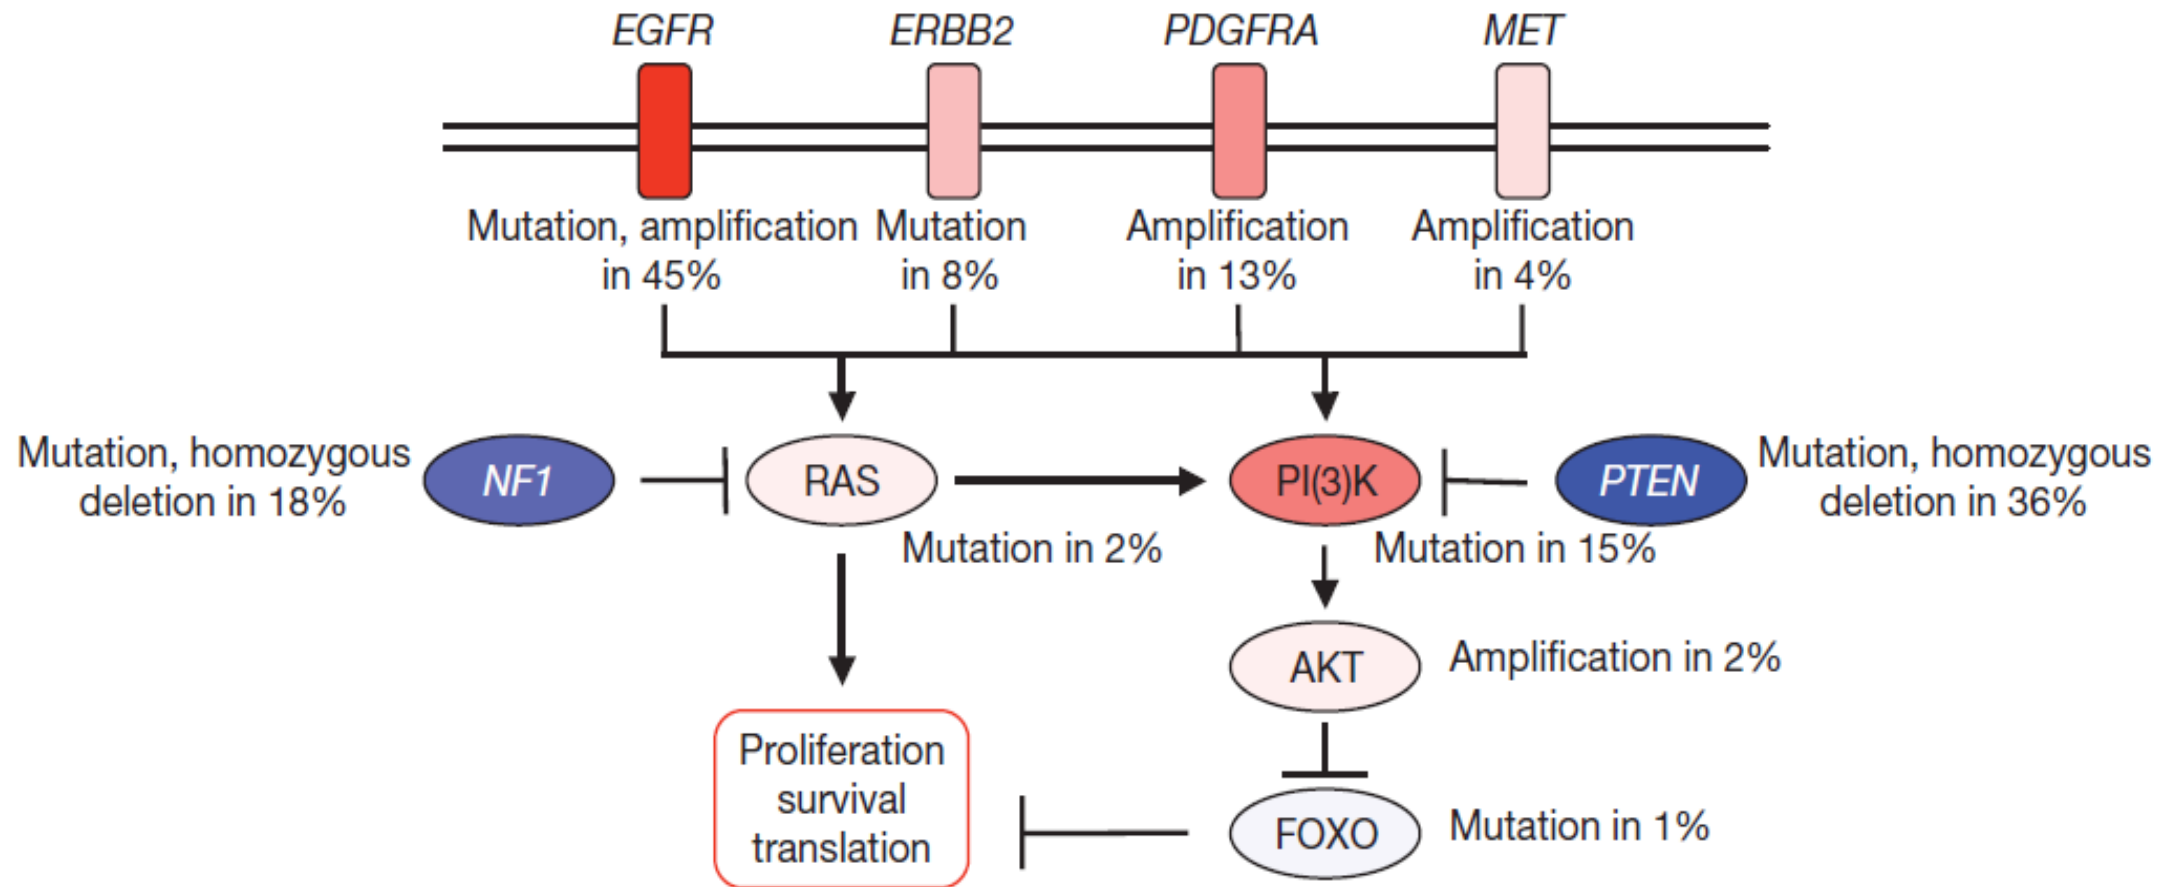 EGFR
ERBB2
PDGFRA
MET
Mutation, amplification
in 45%
Mutation
in 8%
Amplification
in 13%
Amplification
in 4%
Mutation, homozygous
deletion in 18%
NF1
RAS
PI(3)K
PTEN
Mutation, homozygous
deletion in 36%
Mutation in 2%
Mutation in 15%
AKT
Amplification in 2%
Proliferation
survival
translation
FOXO
Mutation in 1%